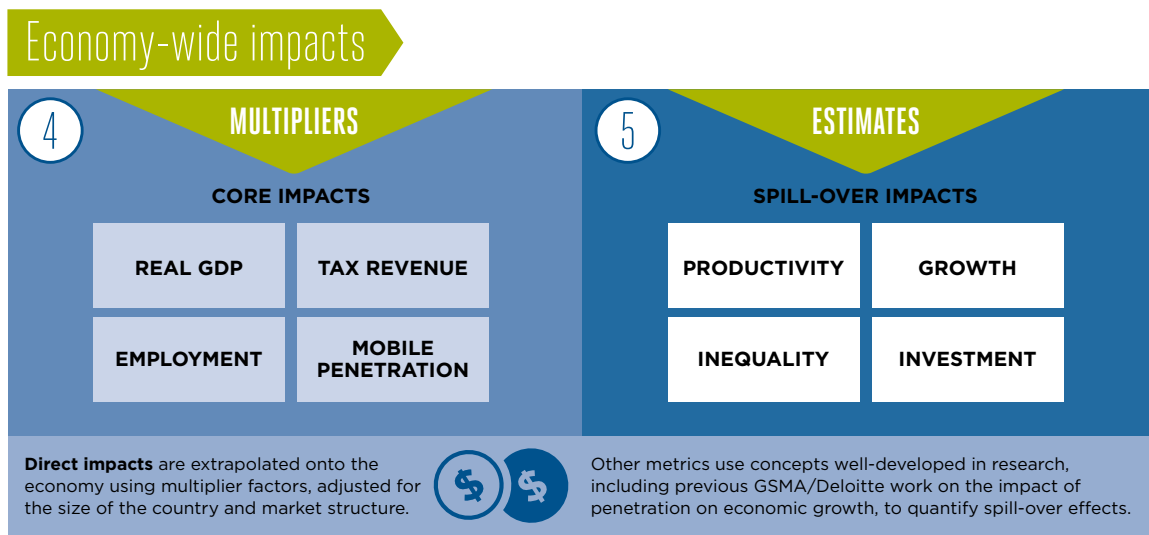 Economy-wide impacts
4
MULTIPLIERS
CORE IMPACTS
REAL GDP
TAX REVENUE
EMPLOYMENT
MOBILE
PENETRATION
Direct impacts are extrapolated onto the
economy using multiplier factors, adjusted for
the size of the country and market structure.
$ $
5
ESTIMATES
SPILL-OVER IMPACTS
PRODUCTIVITY
GROWTH
INEQUALITY
INVESTMENT
Other metrics use concepts well-developed in research,
including previous GSMA/Deloitte work on the impact of
penetration on economic growth, to quantify spill-over effects.